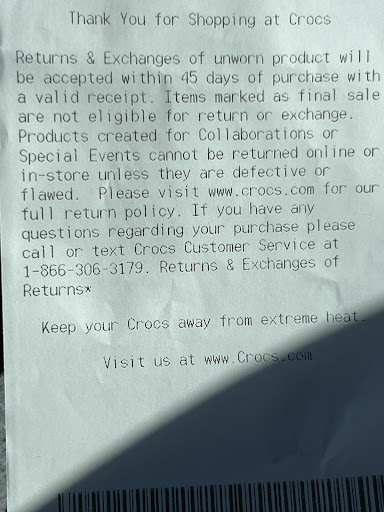 Thank You for Shopping at Crocs
Returns & Exchanges of unworn product will
be accepted within 45 days of purchase with
a valid receipt. Items marked as final sale
are not eligible for return or exchange.
Products created for Collaborations or
Special Events cannot be returned online or
in-store unless they are defective or
flawed. Please visit www.crocs.com for our
full return policy. If you have any
questions regarding your purchase please
call or text Crocs Customer Service at
1-866-306-3179. Returns & Exchanges of
Returns*
Keep your Crocs away from extreme heat.
Visit us at www.Crocs.com